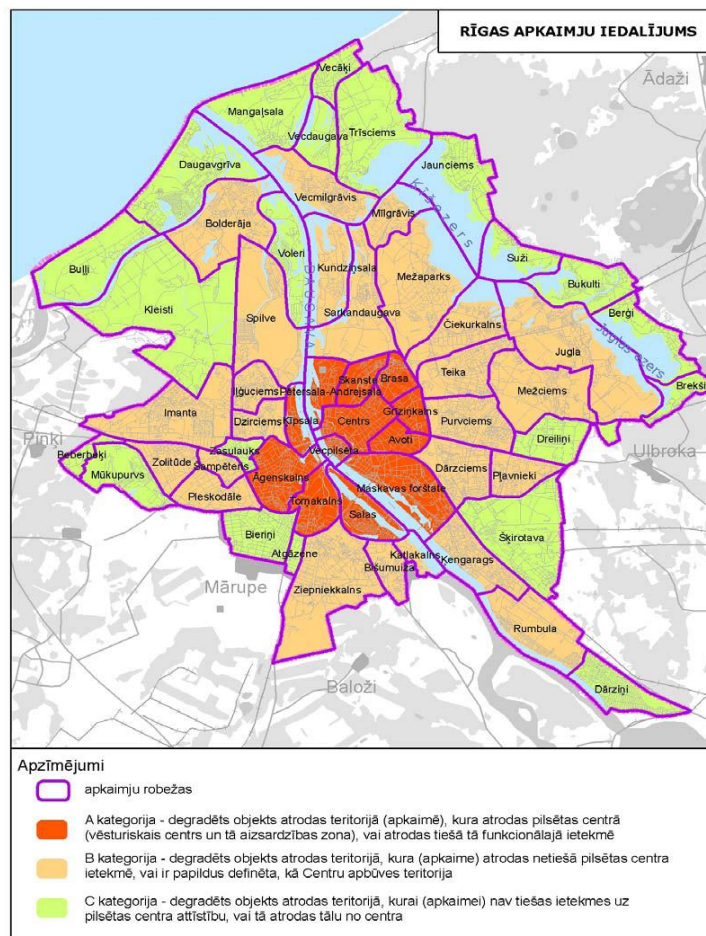 RĪGAS APKAIMJU IEDALĪJUMS
Ādaži
Vecāķi
Mangaļsala
Vecdaugava
Trīsciems
Daugavgrīva
Jaunciems
Vecmīlgrāvis
Mīlgrāvis
Ķīšezers
Bolderāja
Voleri
Kundziņsala
Mežaparks
Suži
Bukulti
Buļļi
Kleisti
Spilve
DAUGAVA
Sarkandaugava
Čiekurkalns
Berģi
Jugla
Juglas ezers
Brekši
Iļģuciems
Pētersala-Andrejsala
Skanste
Brasa
Teika
Mežciems
Imanta
Dzirciems
Ķīpsala
Centrs
Grīziņkalns
Purvciems
Dreiliņi
Piņķi
Beberbeķi
Mūkupurvs
Zolitūde
Zasulauks
Šampēteris
Vecpilsēta
Avoti
Dārzciems
Pļavnieki
Ulbroka
Pleskodāle
Āgenskalns
Torņakalns
Salas
Maskavas forštate
Šķirotava
Bieriņi
Atgāzene
Mārupe
Ziepniekkalns
Bišumuiža
Katlakalns
Ķengarags
Rumbula
Dārziņi
Baloži
Apzīmējumi
apkaimju robežas
A kategorija - degradēts objekts atrodas teritorijā (apkaimē), kura atrodas pilsētas centrā
(vēsturiskais centrs un tā aizsardzības zona), vai atrodas tiešā tā funkcionālajā ietekmē
B kategorija - degradēts objekts atrodas teritorijā, kura (apkaime) atrodas netiešā pilsētas centra
ietekmē, vai ir papildus definēta, kā Centru apbūves teritorija
C kategorija - degradēts objekts atrodas teritorijā, kurai (apkaimei) nav tiešas ietekmes uz
pilsētas centra attīstību, vai tā atrodas tālu no centra